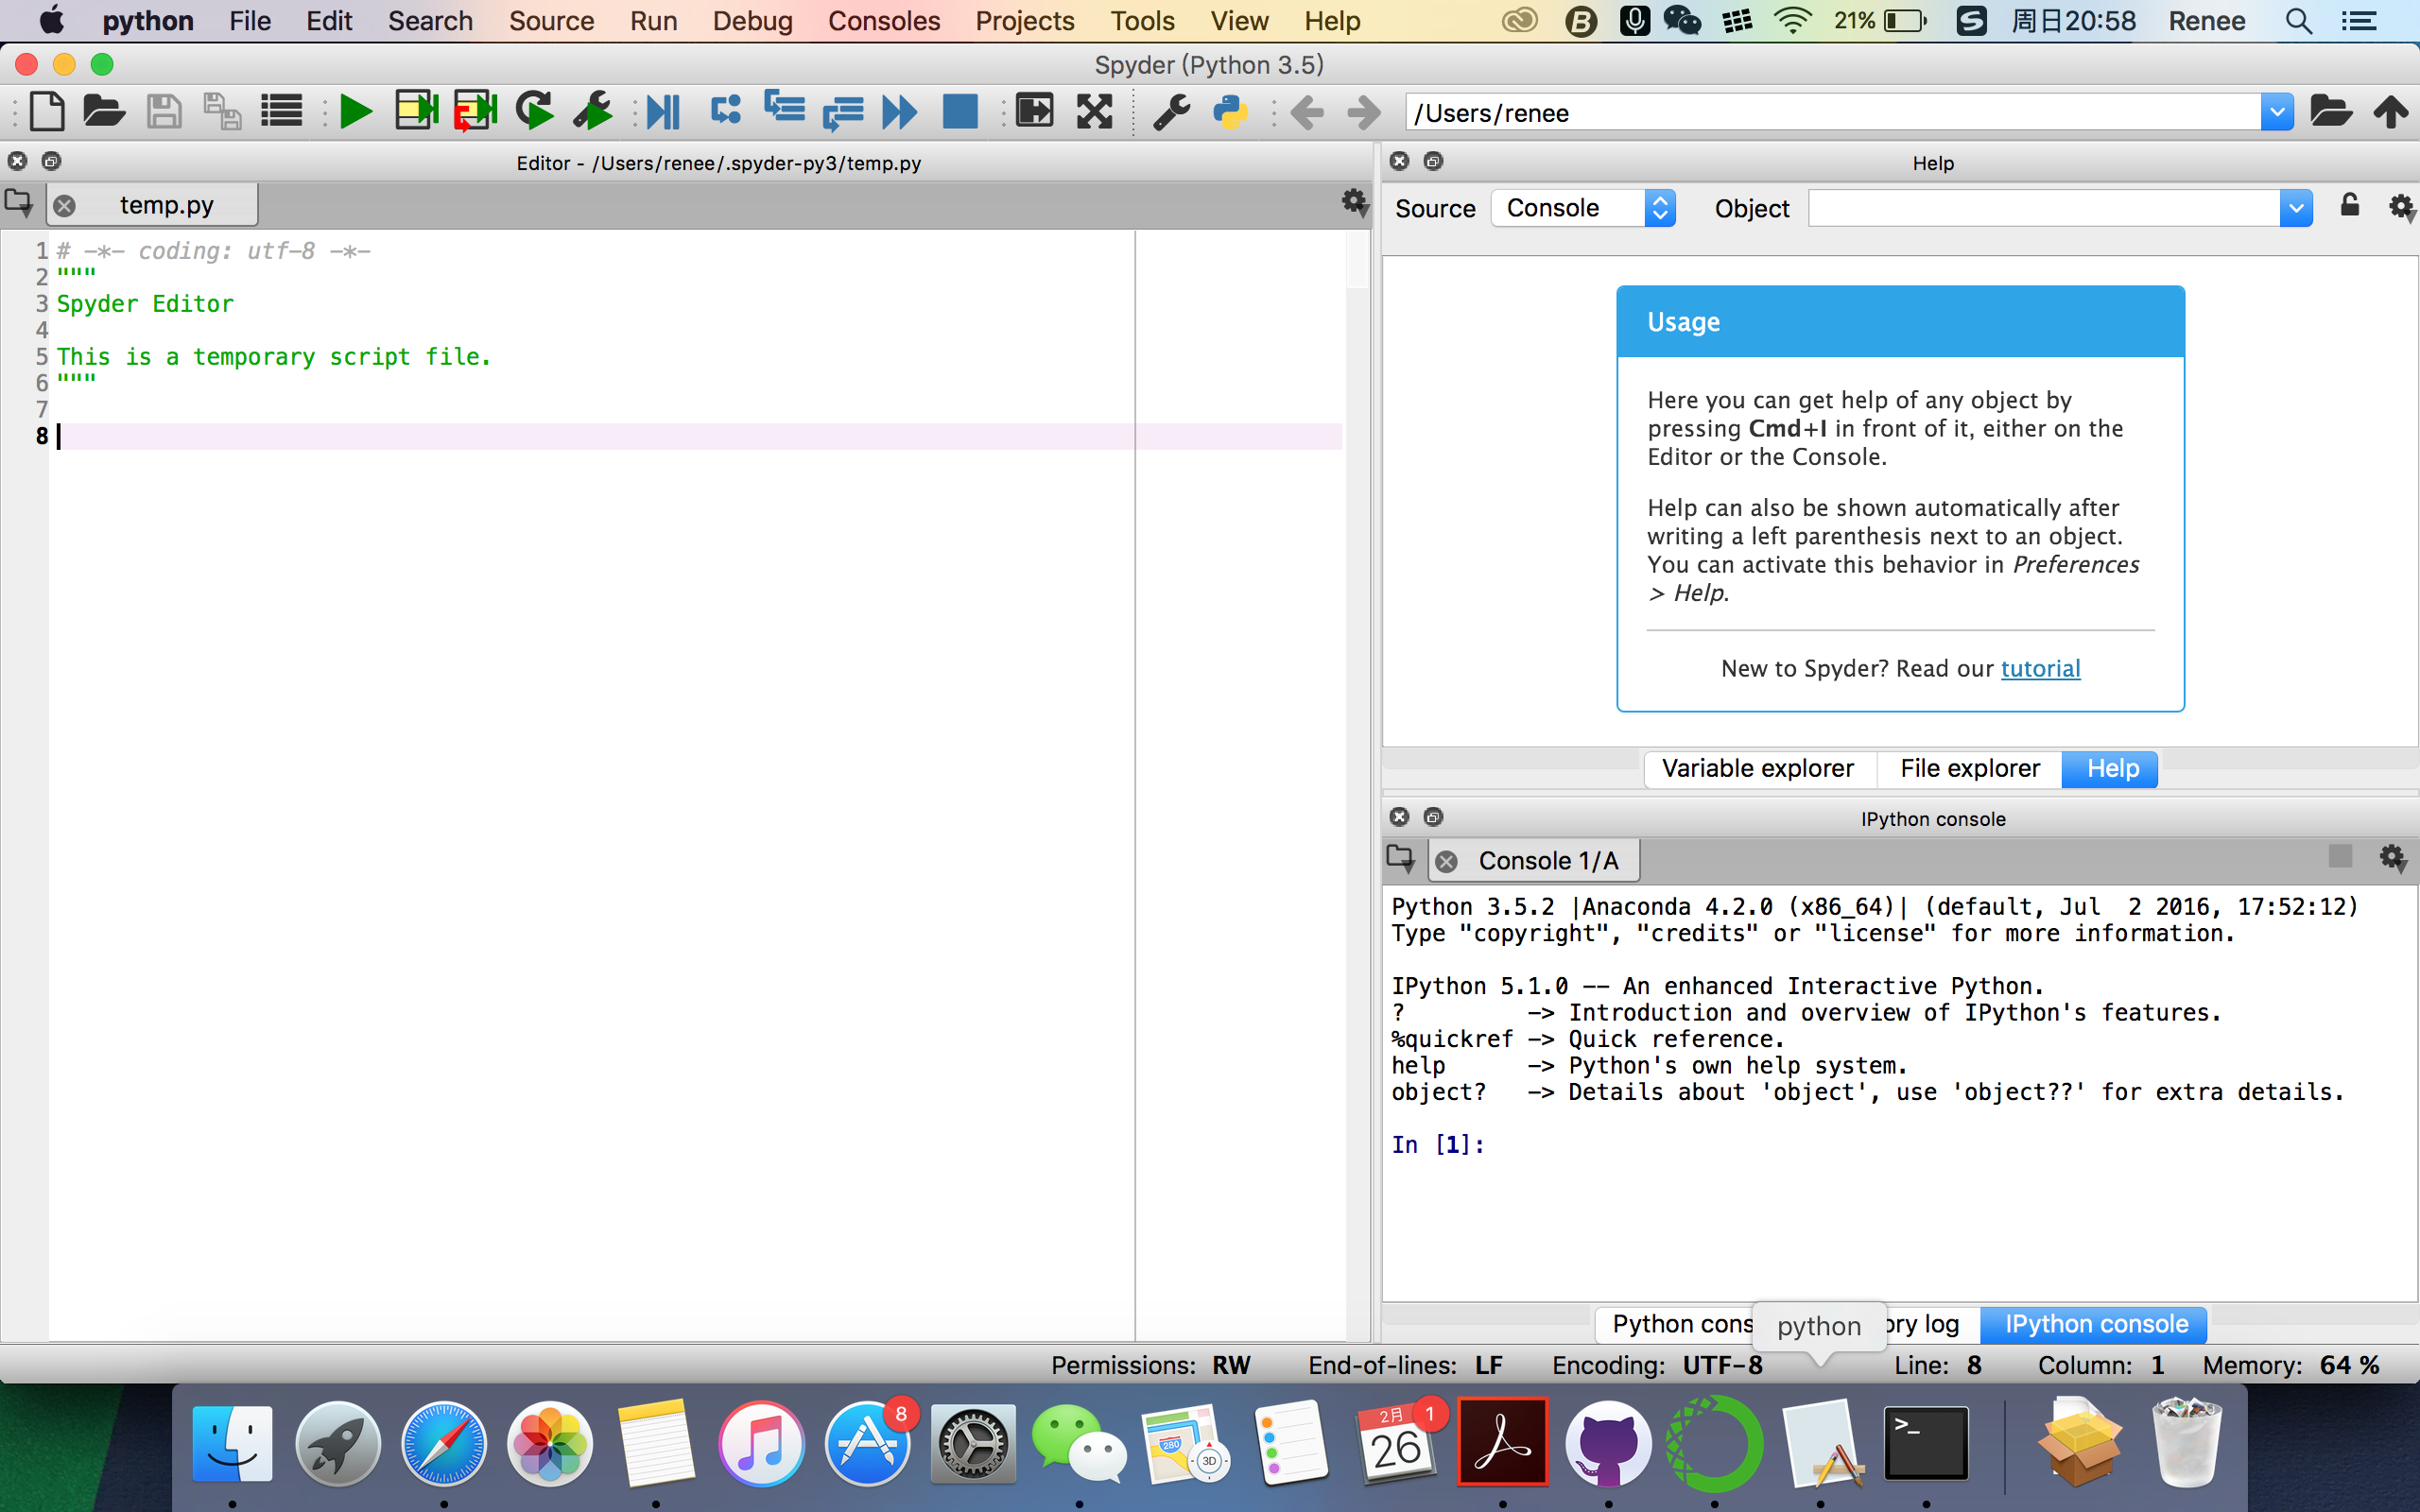 python File Edit Search Source Run Debug Consoles Projects Tools View Help 21% 周日20:58 Renee
Spyder (Python 3.5)
/Users/renee
Editor - /Users/renee/.spyder-py3/temp.py
temp.py
1 # -*- coding: utf-8 -*-
2 """
3 Spyder Editor
4
5 This is a temporary script file.
6 """
7
8
Help
Source Console Object
Usage
Here you can get help of any object by
pressing Cmd+I in front of it, either on the
Editor or the Console.
Help can also be shown automatically after
writing a left parenthesis next to an object.
You can activate this behavior in Preferences
> Help.
New to Spyder? Read our tutorial
Variable explorer File explorer Help
IPython console
Console 1/A
Python 3.5.2 |Anaconda 4.2.0 (x86_64)| (default, Jul  2 2016, 17:52:12)
Type "copyright", "credits" or "license" for more information.
IPython 5.1.0 -- An enhanced Interactive Python.
?         -> Introduction and overview of IPython's features.
%quickref -> Quick reference.
help      -> Python's own help system.
object?   -> Details about 'object', use 'object??' for extra details.
In [1]:
Python cons python ory log IPython console
Permissions: RW End-of-lines: LF Encoding: UTF-8 Line: 8 Column: 1 Memory: 64 %
8 280 3D 2月 26 1 >_